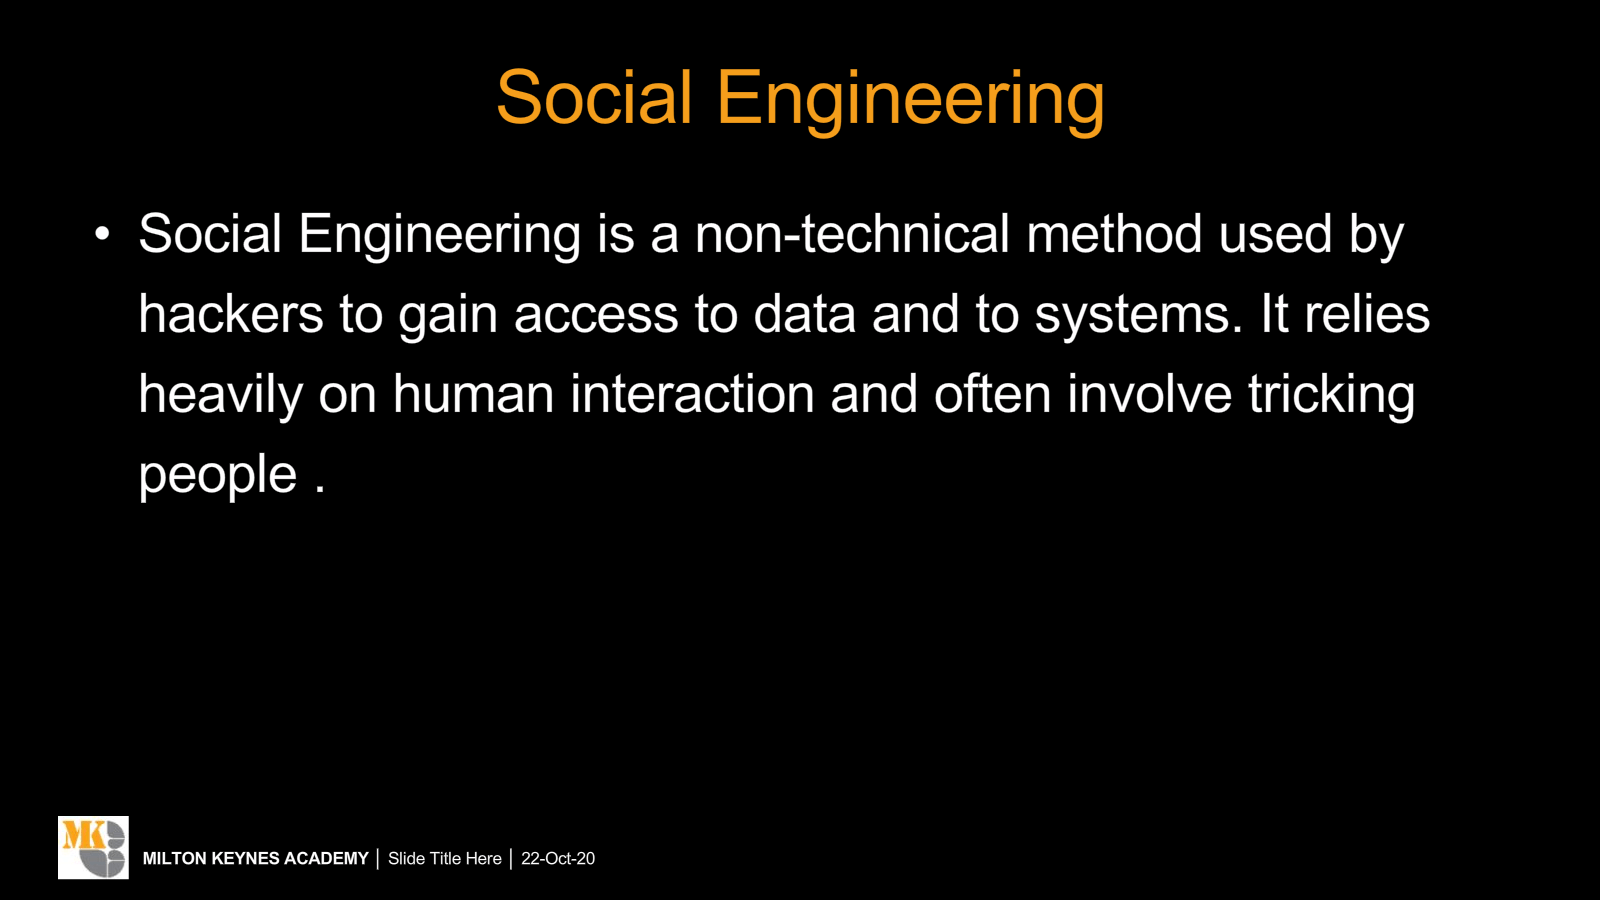 Social Engineering
• Social Engineering is a non-technical method used by
hackers to gain access to data and to systems. It relies
heavily on human interaction and often involve tricking
people .
MK
MILTON KEYNES ACADEMY | Slide Title Here | 22-Oct-20